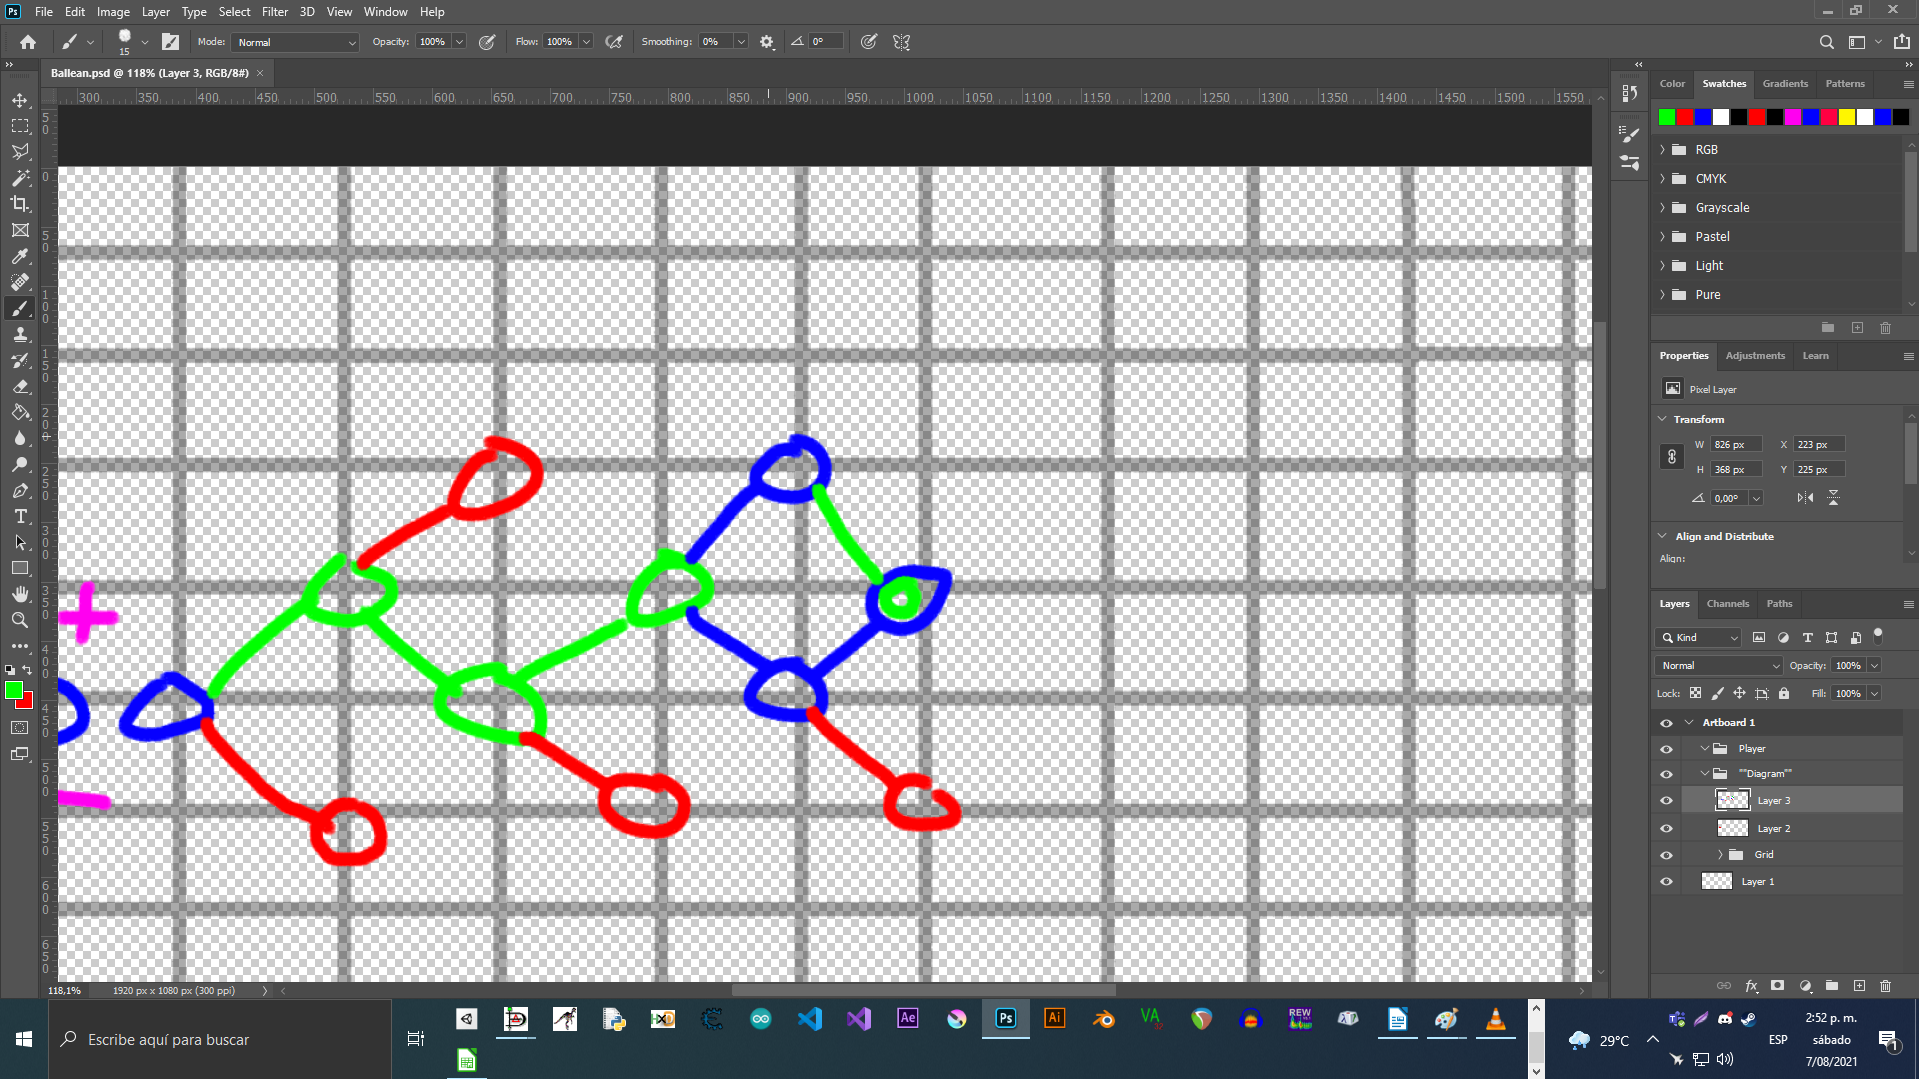 Ps File Edit Image Layer Type Select Filter 3D View Window Help
15 Mode: Normal Opacity: 100% Flow: 100% Smoothing: 0% 0°
Ballean.psd @ 118% (Layer 3, RGB/8#) ×
300 350 400 450 500 550 600 650 700 750 800 850 900 950 1000 1050 1100 1150 1200 1250 1300 1350 1400 1450 1500 1550
Color Swatches Gradients Patterns
RGB
CMYK
Grayscale
Pastel
Light
Pure
Properties Adjustments Learn
Pixel Layer
Transform
W 826 px X 223 px
H 368 px Y 225 px
0,00°
Align and Distribute
Align:
Layers Channels Paths
Kind
Normal Opacity: 100%
Lock: Fill: 100%
Artboard 1
Player
""Diagram""
Layer 3
Layer 2
Grid
Layer 1
118,1% 1920 px x 1080 px (300 ppi)
Escribe aquí para buscar
Ae Ps Ai REW
29°C ESP
2:52 p. m.
sábado
7/08/2021
1